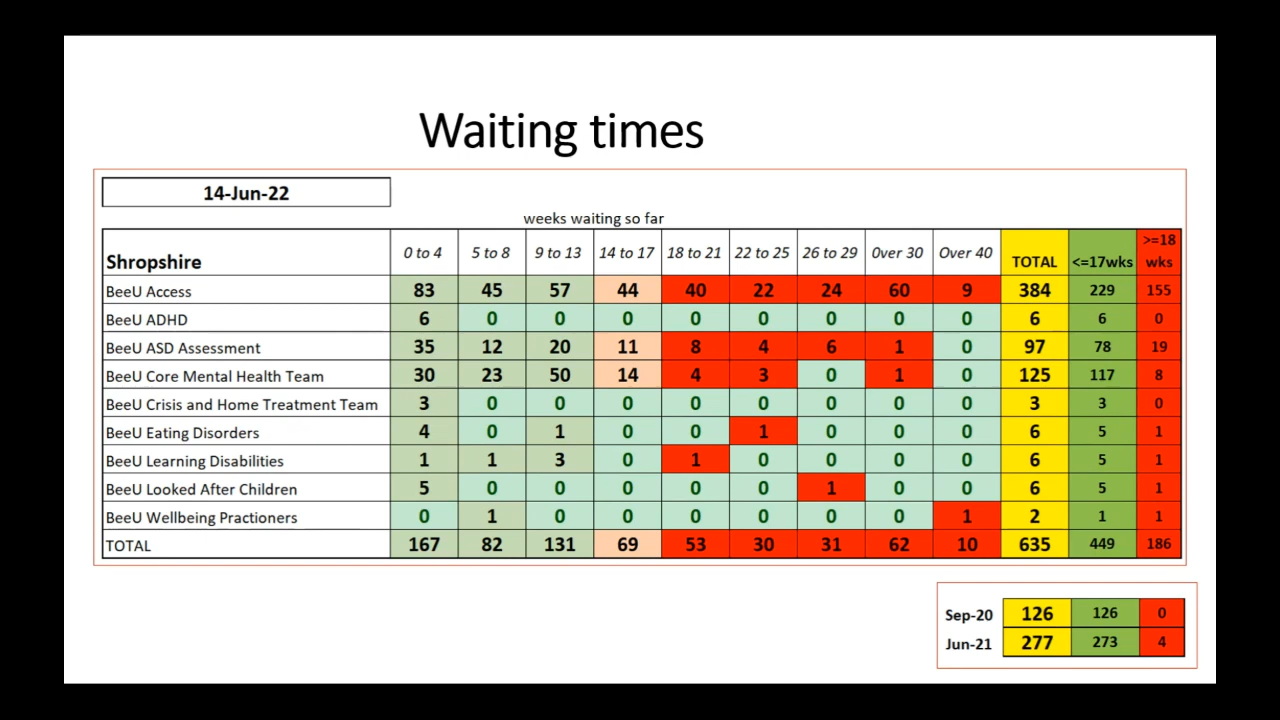 Waiting times
14-Jun-22
weeks waiting so far
Shropshire 0 to 4 5 to 8 9 to 13 14 to 17 18 to 21 22 to 25 26 to 29 0ver 30 Over 40 TOTAL <=17wks >=18 wks
BeeU Access 83 45 57 44 40 22 24 60 9 384 229 155
BeeU ADHD 6 0 0 0 0 0 0 0 0 6 6 0
BeeU ASD Assessment 35 12 20 11 8 4 6 1 0 97 78 19
BeeU Core Mental Health Team 30 23 50 14 4 3 0 1 0 125 117 8
BeeU Crisis and Home Treatment Team 3 0 0 0 0 0 0 0 0 3 3 0
BeeU Eating Disorders 4 0 1 0 0 1 0 0 0 6 5 1
BeeU Learning Disabilities 1 1 3 0 1 0 0 0 0 6 5 1
BeeU Looked After Children 5 0 0 0 0 0 1 0 0 6 5 1
BeeU Wellbeing Practioners 0 1 0 0 0 0 0 0 1 2 1 1
TOTAL 167 82 131 69 53 30 31 62 10 635 449 186
Sep-20 126 126 0
Jun-21 277 273 4